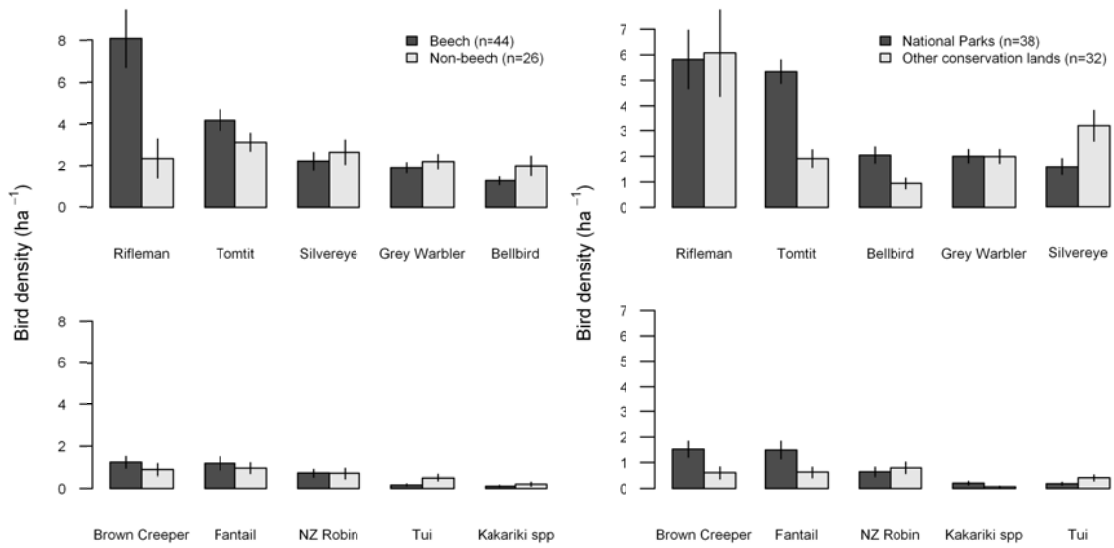 Beech (n=44)
Non-beech (n=26)
8
6
4
2
0
Rifleman Tomtit Silvereye Grey Warbler Bellbird
Bird density (ha⁻¹)
8
6
4
2
0
Brown Creeper Fantail NZ Robin Tui Kakariki spp
National Parks (n=38)
Other conservation lands (n=32)
7
6
5
4
3
2
1
0
Rifleman Tomtit Bellbird Grey Warbler Silvereye
Bird density (ha⁻¹)
7
6
5
4
3
2
1
0
Brown Creeper Fantail NZ Robin Kakariki spp Tui